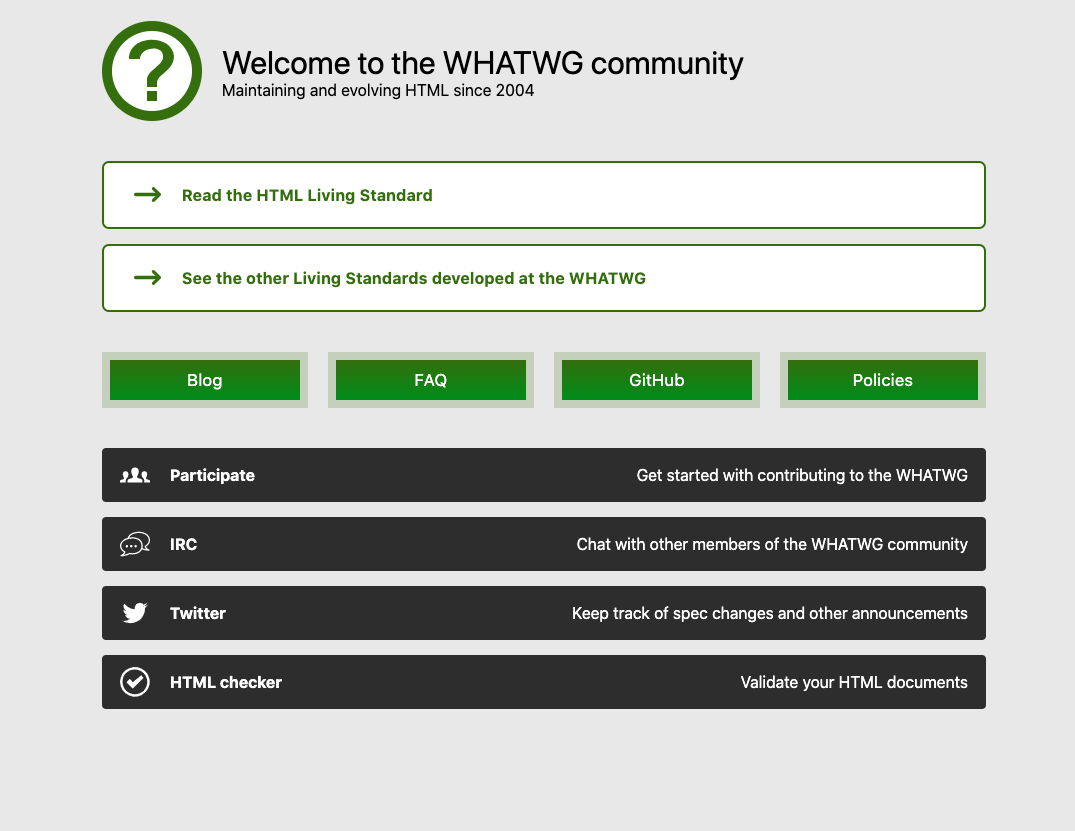 ?
Welcome to the WHATWG community
Maintaining and evolving HTML since 2004
Read the HTML Living Standard
See the other Living Standards developed at the WHATWG
Blog FAQ GitHub Policies
Participate Get started with contributing to the WHATWG
IRC Chat with other members of the WHATWG community
Twitter Keep track of spec changes and other announcements
HTML checker Validate your HTML documents